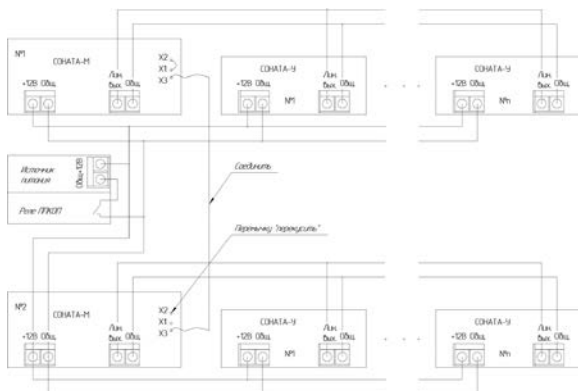 №1
СОНАТА-М
X2
X1
X3
+12В Общ
Лин. вых. Общ
СОНАТА-У
+12В Общ
№1
Лин. вых. Общ
СОНАТА-У
+12В Общ
№n
Лин. вых. Общ
Источник питания
Общ +12В
Реле ППКОП
Соединить
Перемычку "перекусить"
№2
СОНАТА-М
X2
X1
X3
+12В Общ
Лин. вых. Общ
СОНАТА-У
+12В Общ
№1
Лин. вых. Общ
СОНАТА-У
+12В Общ
№n
Лин. вых. Общ